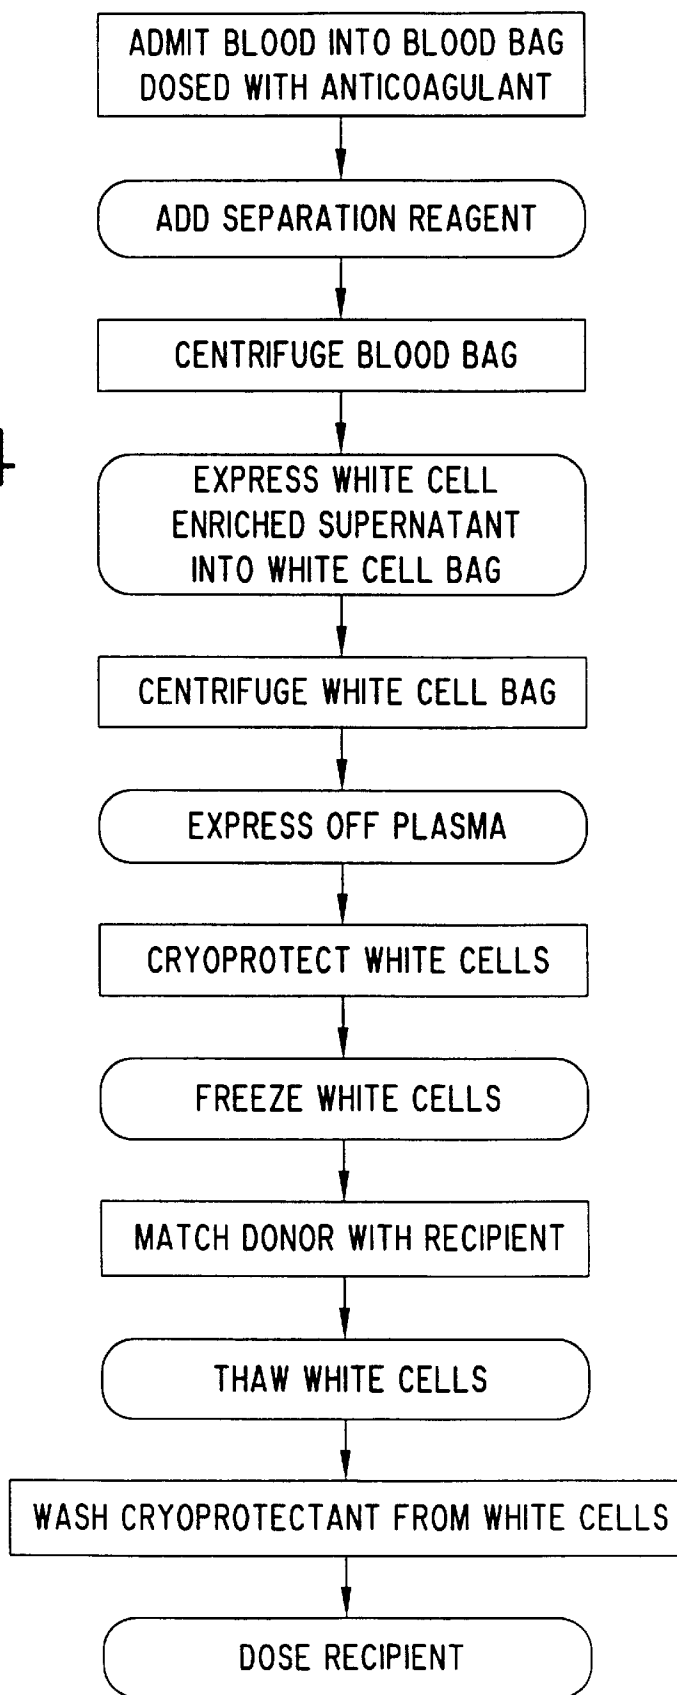 ADMIT BLOOD INTO BLOOD BAG
DOSED WITH ANTICOAGULANT
ADD SEPARATION REAGENT
CENTRIFUGE BLOOD BAG
EXPRESS WHITE CELL
ENRICHED SUPERNATANT
INTO WHITE CELL BAG
CENTRIFUGE WHITE CELL BAG
EXPRESS OFF PLASMA
CRYOPROTECT WHITE CELLS
FREEZE WHITE CELLS
MATCH DONOR WITH RECIPIENT
THAW WHITE CELLS
WASH CRYOPROTECTANT FROM WHITE CELLS
DOSE RECIPIENT